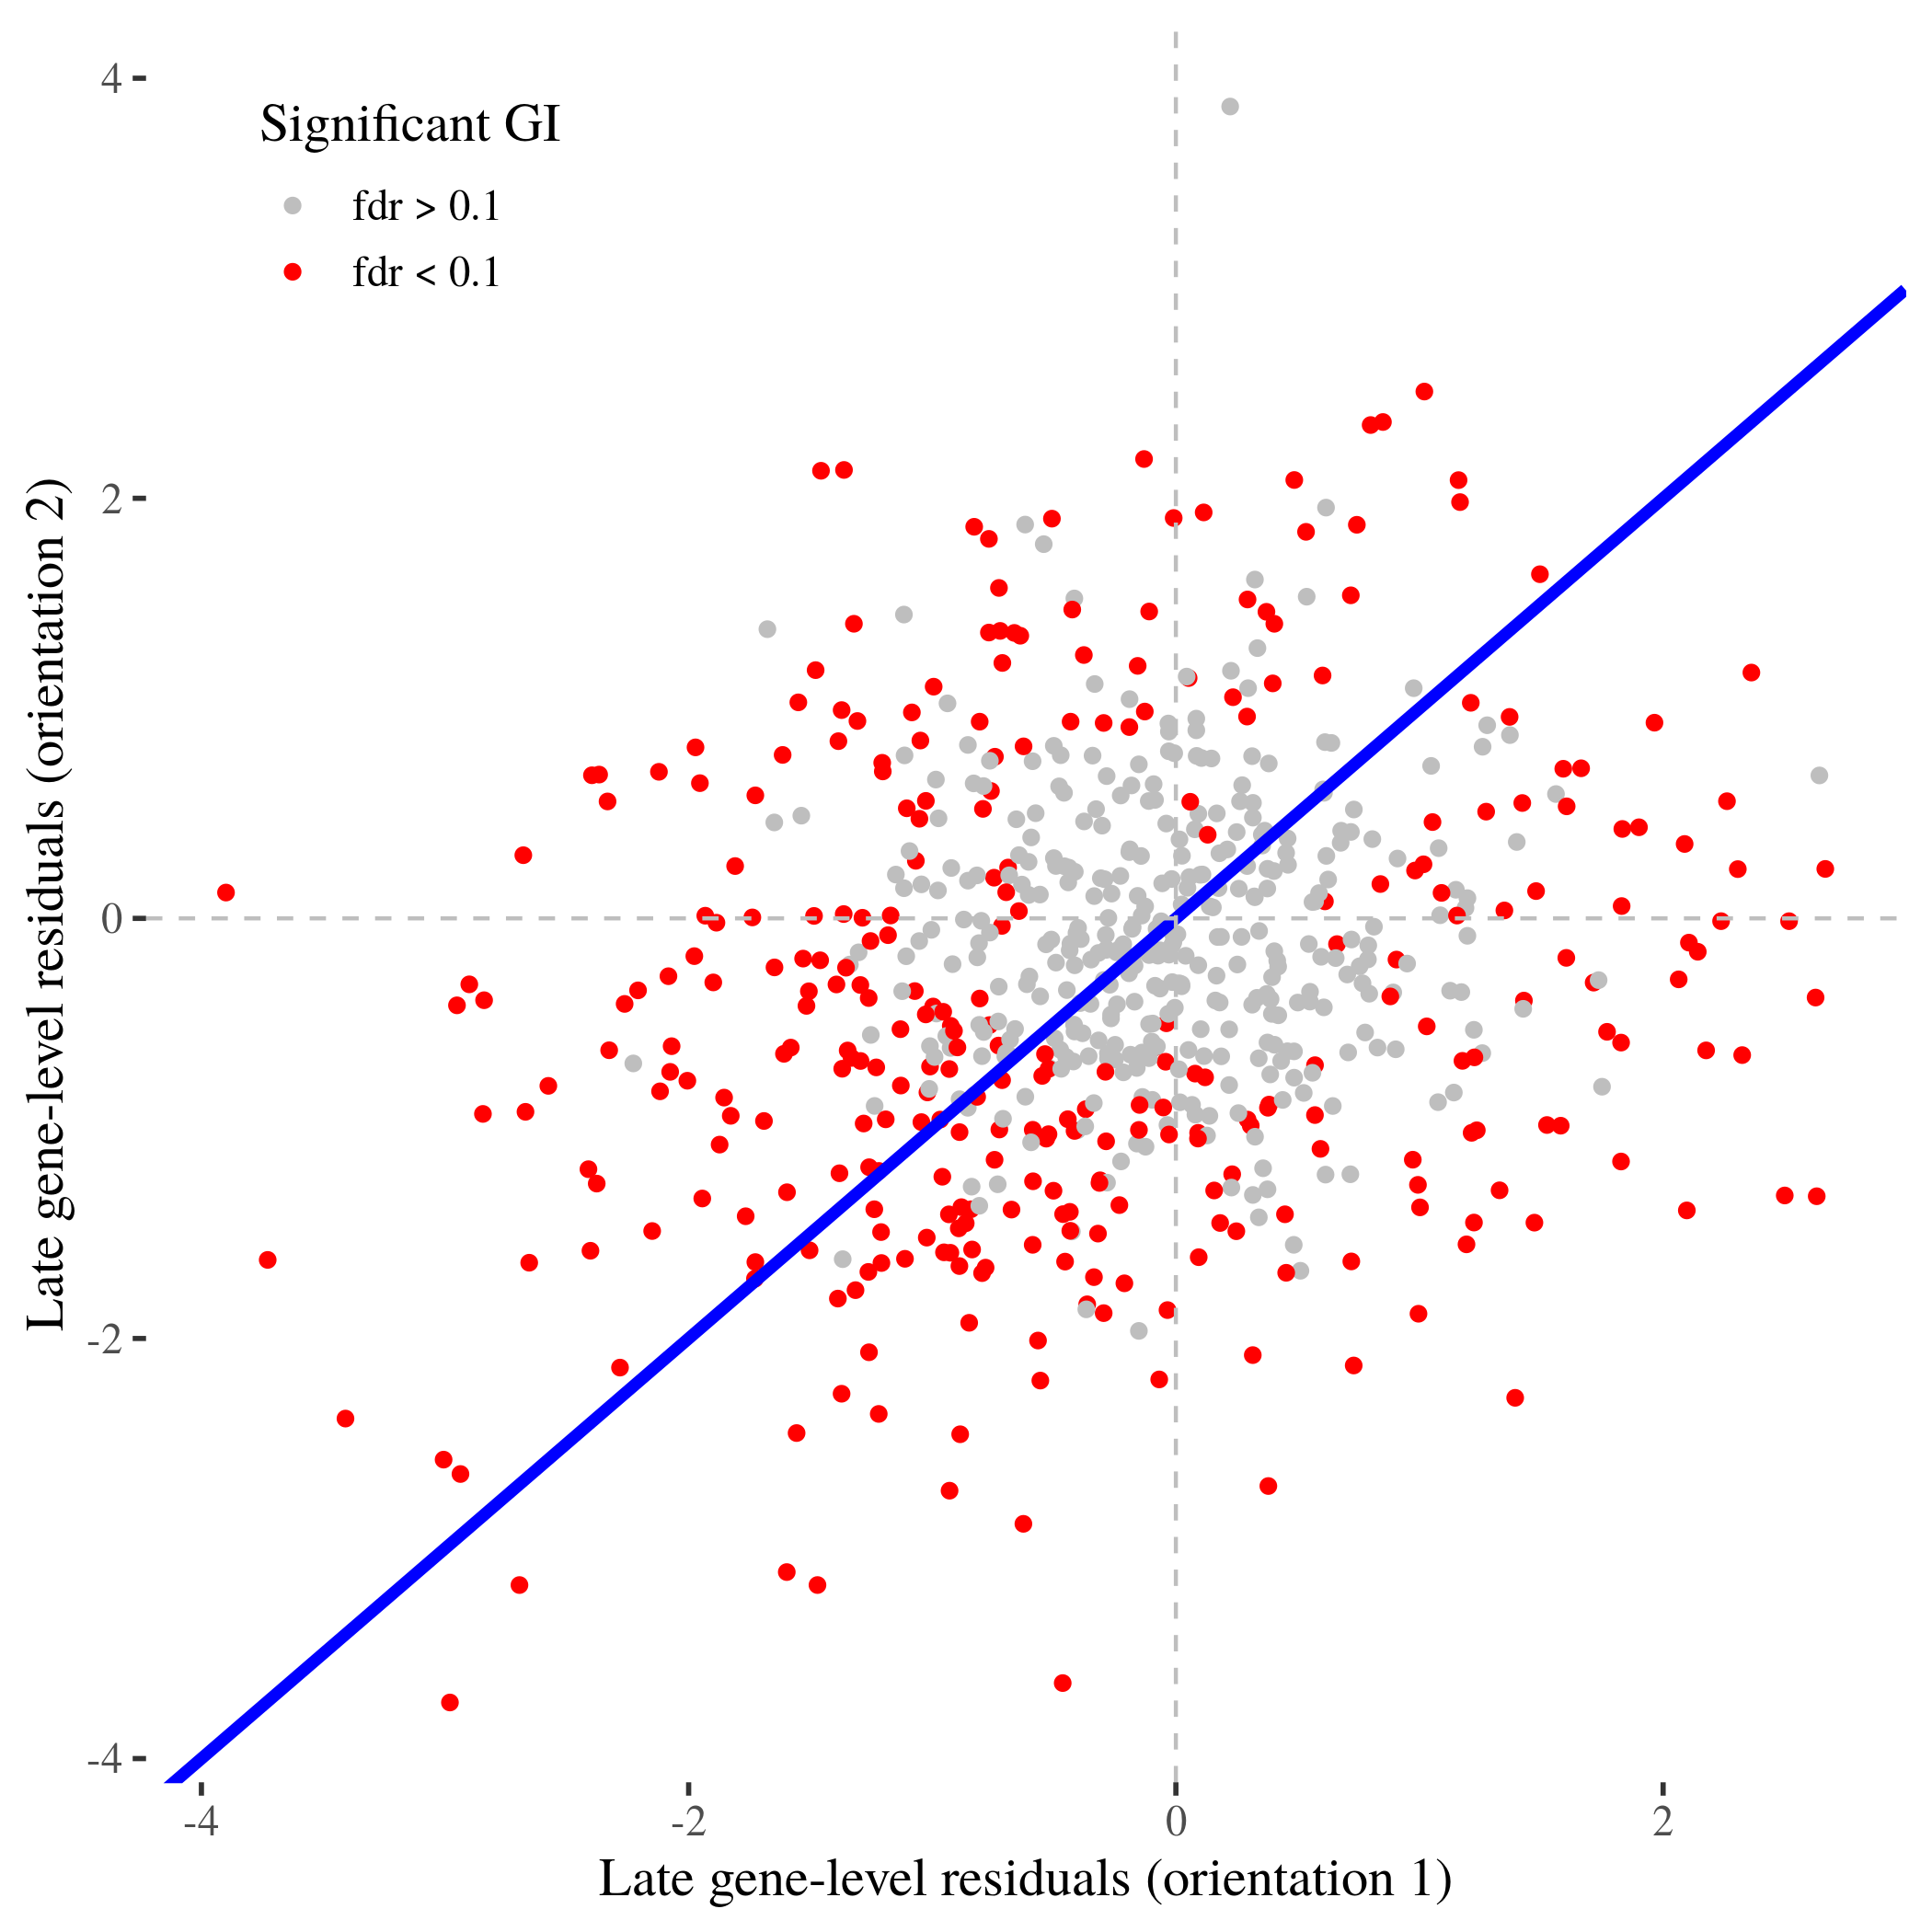 Significant GI
fdr > 0.1
fdr < 0.1
Late gene-level residuals (orientation 2)
4
2
0
-2
-4
-4
-2
0
2
Late gene-level residuals (orientation 1)